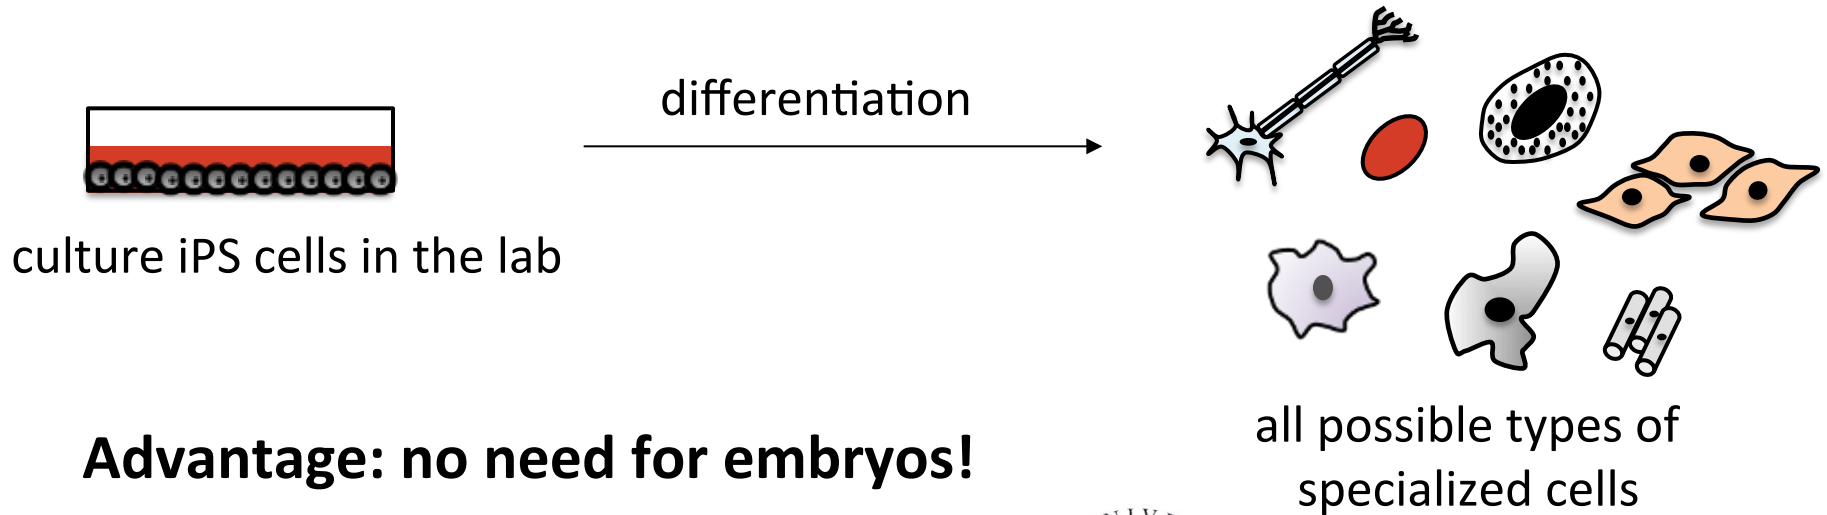 differentiation
culture iPS cells in the lab
Advantage: no need for embryos!
all possible types of
specialized cells